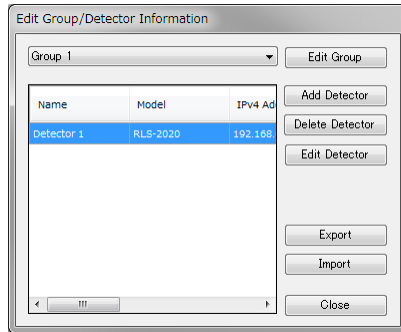 Edit Group/Detector Information
Group 1
Edit Group
Name Model IPv4 Ad
Add Detector
Detector 1 RLS-2020 192.168.
Delete Detector
Edit Detector
Export
Import
Close